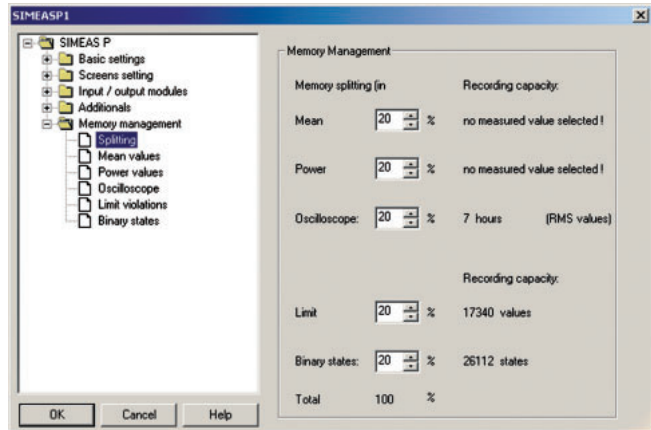 SIMEASP1
SIMEAS P
Basic settings
Screens setting
Input / output modules
Additionals
Memory management
Splitting
Mean values
Power values
Oscilloscope
Limit violations
Binary states
OK Cancel Help
Memory Management
Memory splitting (in Recording capacity:
Mean 20 % no measured value selected !
Power 20 % no measured value selected !
Oscilloscope: 20 % 7 hours (RMS values)
Recording capacity:
Limit 20 % 17340 values
Binary states: 20 % 26112 states
Total 100 %